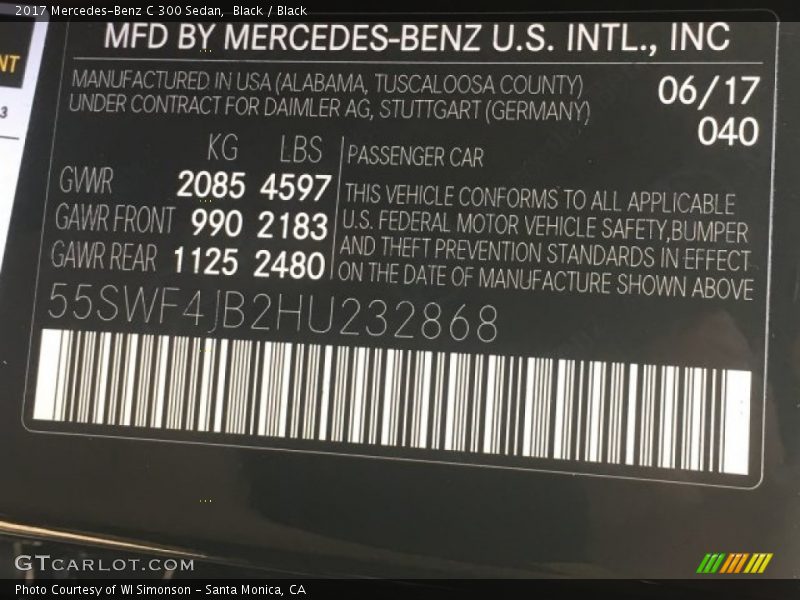 2017 Mercedes-Benz C 300 Sedan, Black / Black
MFD BY MERCEDES-BENZ U.S. INTL., INC
NT
3
MANUFACTURED IN USA (ALABAMA, TUSCALOOSA COUNTY)
UNDER CONTRACT FOR DAIMLER AG, STUTTGART (GERMANY)
06/17
040
KG LBS
GVWR 2085 4597
GAWR FRONT 990 2183
GAWR REAR 1125 2480
PASSENGER CAR
THIS VEHICLE CONFORMS TO ALL APPLICABLE
U.S. FEDERAL MOTOR VEHICLE SAFETY,BUMPER
AND THEFT PREVENTION STANDARDS IN EFFECT
ON THE DATE OF MANUFACTURE SHOWN ABOVE
55SWF4JB2HU232868
GTCARLOT.COM
Photo Courtesy of WI Simonson - Santa Monica, CA